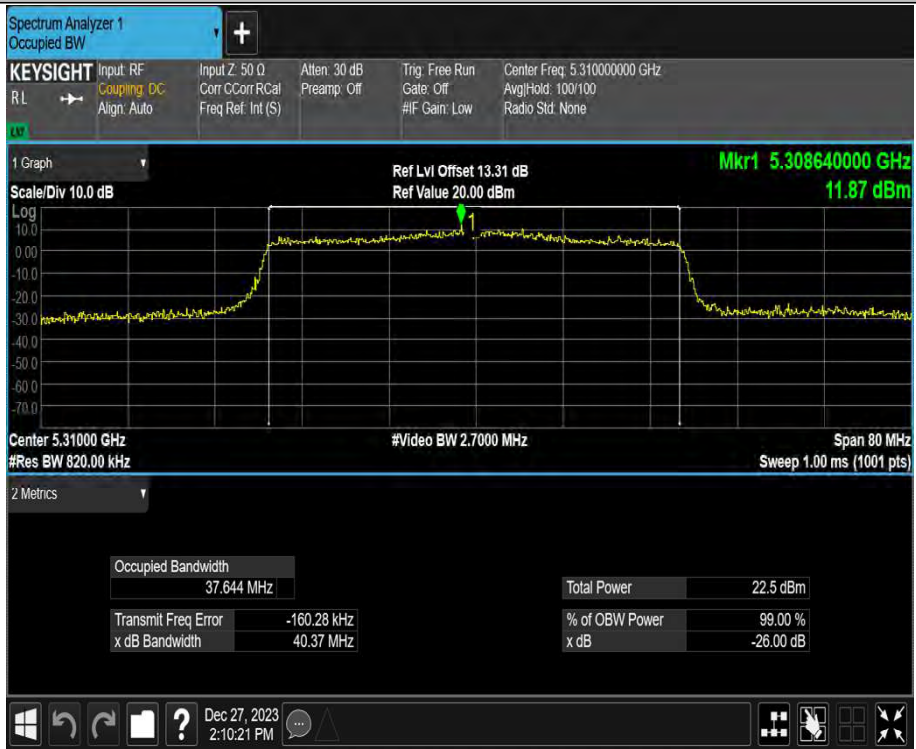 Spectrum Analyzer 1
Occupied BW
+
KEYSIGHT Input: RF Input Z: 50 Ω Atten: 30 dB Trig: Free Run Center Freq: 5.310000000 GHz
RL Coupling: DC Corr CCorr RCal Preamp: Off Gate: Off Avg|Hold: 100/100
Align: Auto Freq Ref: Int (S) #IF Gain: Low Radio Std: None
1 Graph Ref Lvl Offset 13.31 dB Mkr1 5.308640000 GHz
Scale/Div 10.0 dB Ref Value 20.00 dBm 11.87 dBm
Log
1
10.0
0.00
-10.0
-20.0
-30.0
-40.0
-50.0
-60.0
-70.0
Center 5.31000 GHz #Video BW 2.7000 MHz Span 80 MHz
#Res BW 820.00 kHz Sweep 1.00 ms (1001 pts)
2 Metrics
Occupied Bandwidth
37.644 MHz Total Power 22.5 dBm
Transmit Freq Error -160.28 kHz % of OBW Power 99.00 %
x dB Bandwidth 40.37 MHz x dB -26.00 dB
? Dec 27, 2023
2:10:21 PM